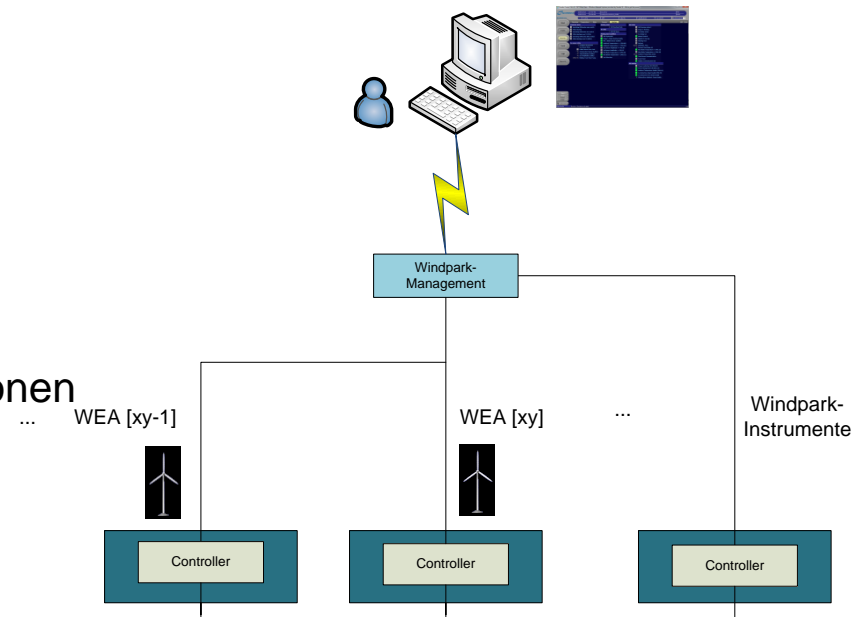 Windpark-
Management
onen
... WEA [xy-1]
WEA [xy]
...
Windpark-
Instrumente
Controller
Controller
Controller